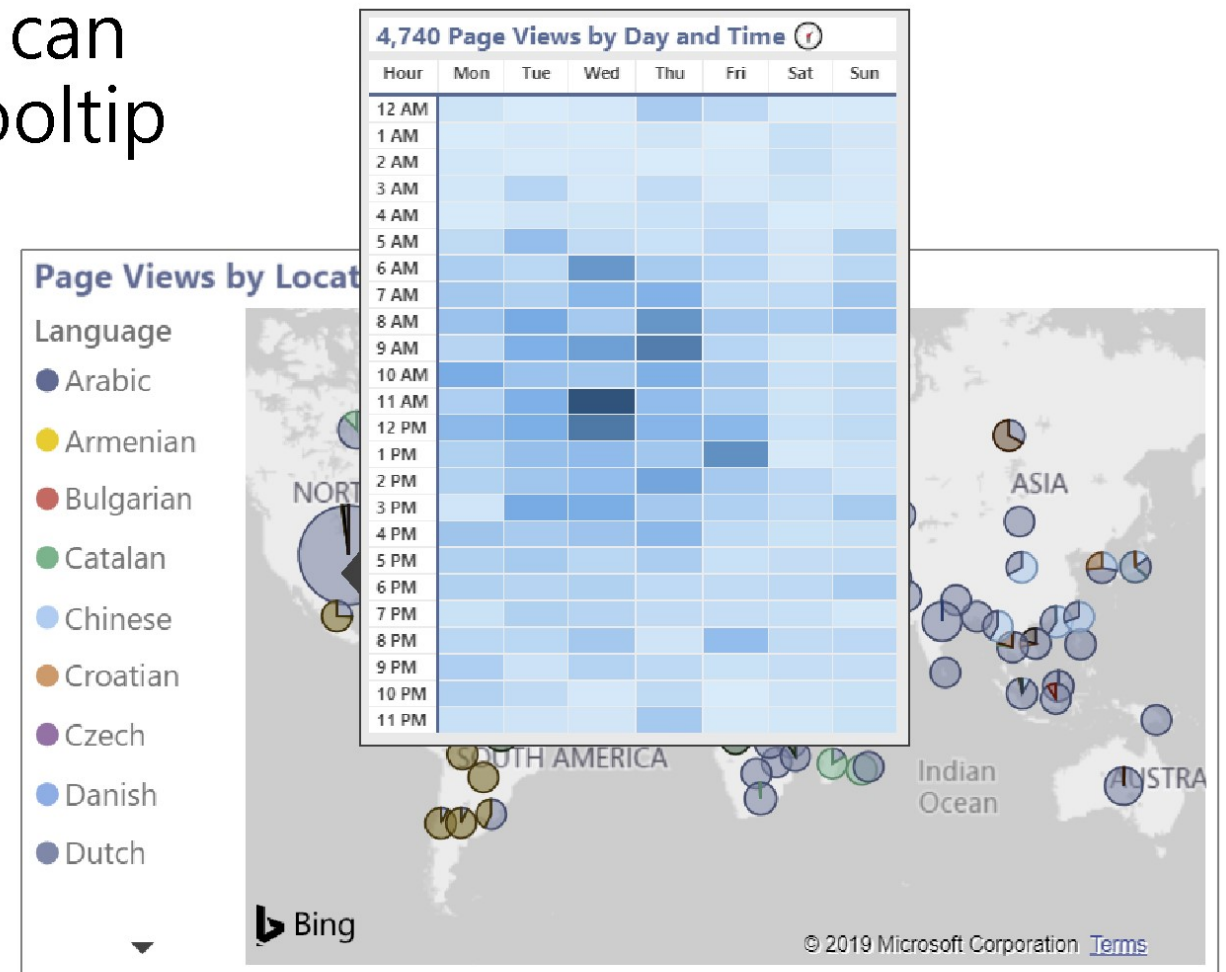 can
ooltip
4,740 Page Views by Day and Time
Hour Mon Tue Wed Thu Fri Sat Sun
12 AM
1 AM
2 AM
3 AM
4 AM
5 AM
6 AM
7 AM
8 AM
9 AM
10 AM
11 AM
12 PM
1 PM
2 PM
3 PM
4 PM
5 PM
6 PM
7 PM
8 PM
9 PM
10 PM
11 PM
Page Views by Locat
Language
Arabic
Armenian
Bulgarian
Catalan
Chinese
Croatian
Czech
Danish
Dutch
NORT
ASIA
SOUTH AMERICA
Indian
Ocean
AUSTRA
Bing
© 2019 Microsoft Corporation Terms